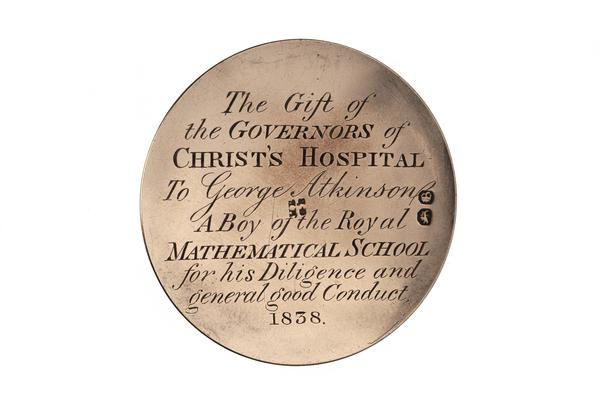 The Gift of
the GOVERNORS of
CHRIST'S HOSPITAL
To George Atkinson
A Boy of the Royal
MATHEMATICAL SCHOOL
for his Diligence and
general good Conduct
1838.